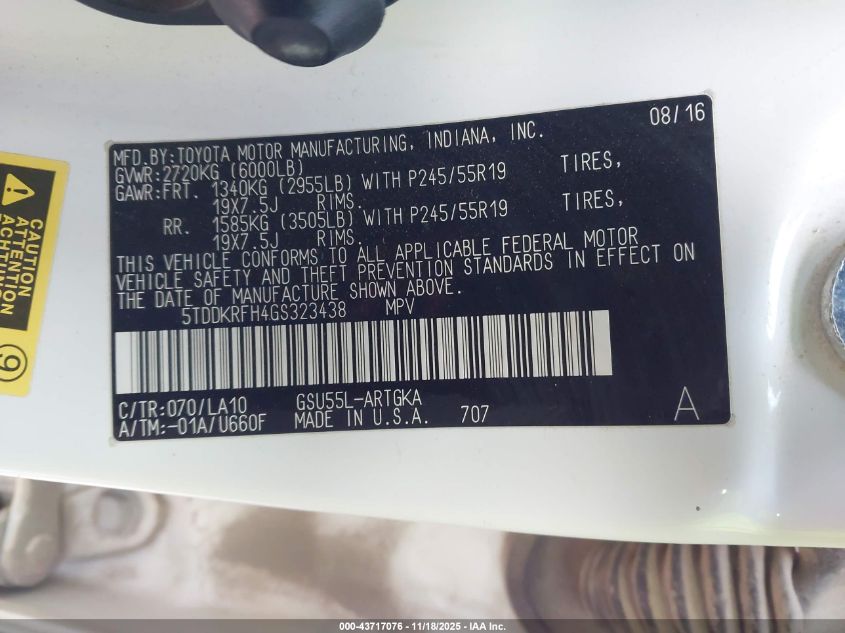 08/16
MFD.BY:TOYOTA MOTOR MANUFACTURING, INDIANA, INC.
GVWR:2720KG (6000LB)
GAWR:FRT. 1340KG (2955LB) WITH P245/55R19 TIRES,
19X7.5J RIMS.
RR. 1585KG (3505LB) WITH P245/55R19 TIRES,
19X7.5J RIMS.
THIS VEHICLE CONFORMS TO ALL APPLICABLE FEDERAL MOTOR
VEHICLE SAFETY AND THEFT PREVENTION STANDARDS IN EFFECT ON
THE DATE OF MANUFACTURE SHOWN ABOVE.
5TDDKRFH4GS323438 MPV
C/TR:070/LA10 GSU55L-ARTGKA
A/TM:-01A/U660F MADE IN U.S.A. 707 A
CAUTION
ATTENTION
ACHTUNG
9
000-43717076 - 11/18/2025 - IAA Inc.